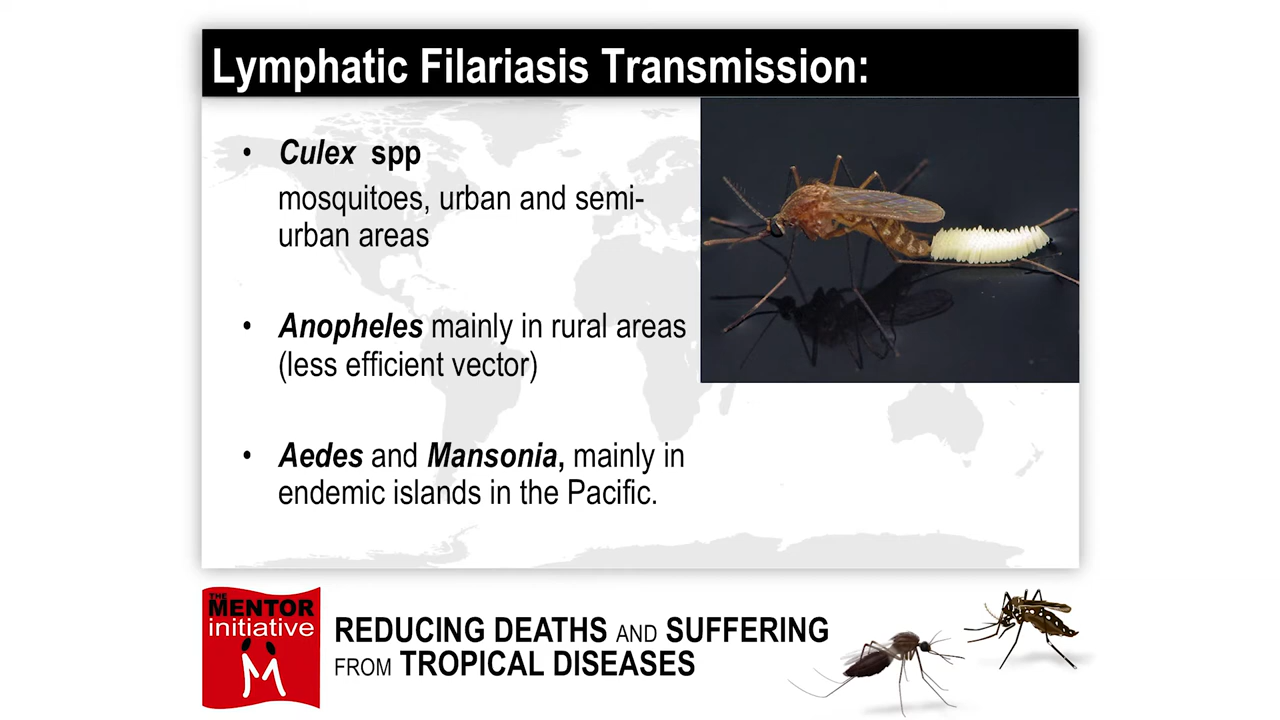 Lymphatic Filariasis Transmission:
• Culex spp
mosquitoes, urban and semi-
urban areas
• Anopheles mainly in rural areas
(less efficient vector)
• Aedes and Mansonia, mainly in
endemic islands in the Pacific.
THE
MENTOR
initiative
REDUCING DEATHS AND SUFFERING
FROM TROPICAL DISEASES